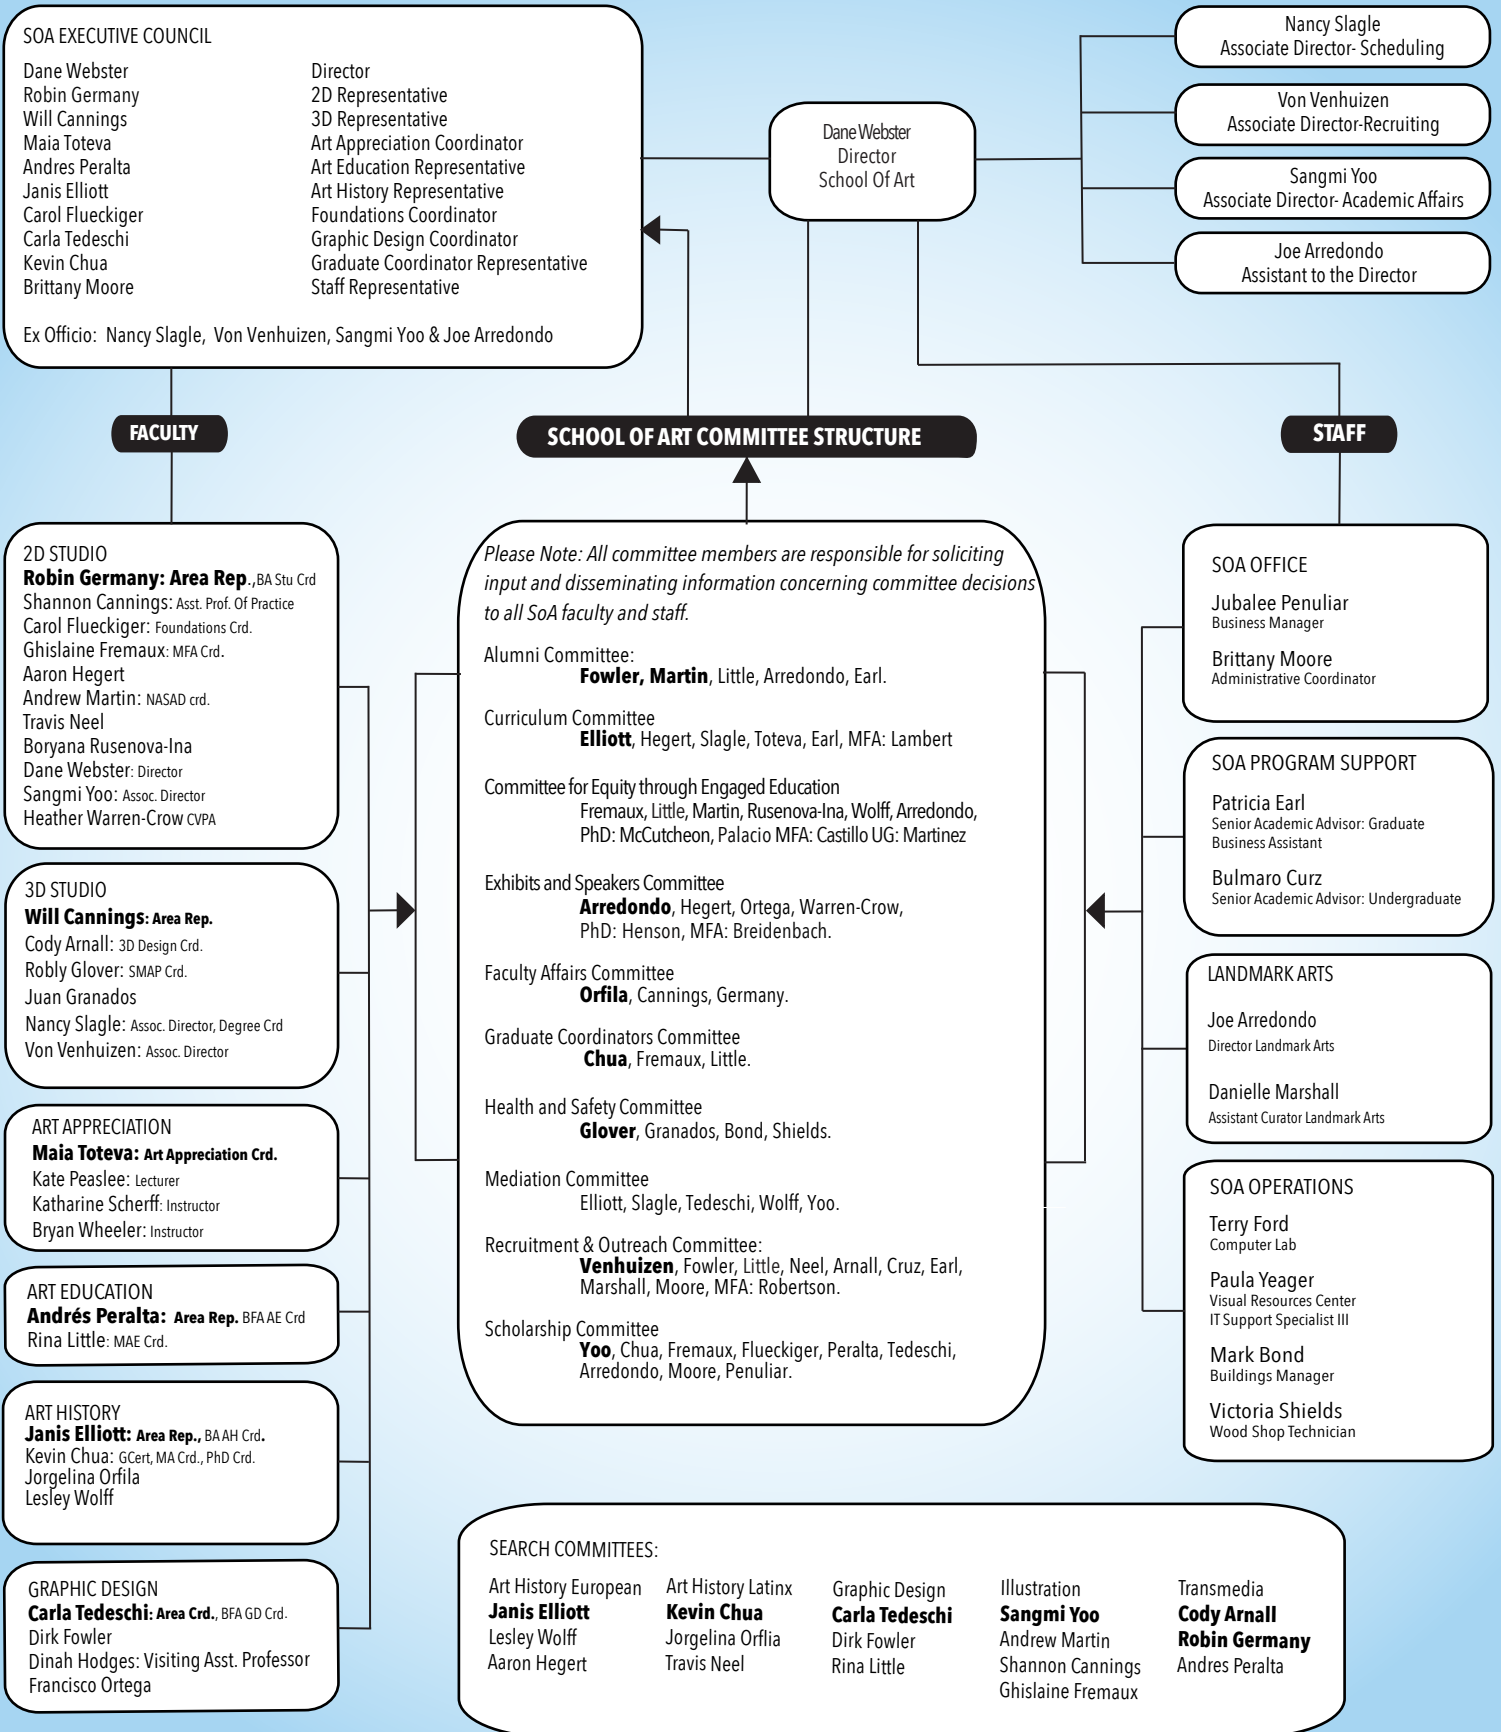 SOA EXECUTIVE COUNCIL
Dane Webster Director
Robin Germany 2D Representative
Will Cannings 3D Representative
Maia Toteva Art Appreciation Coordinator
Andres Peralta Art Education Representative
Janis Elliott Art History Representative
Carol Flueckiger Foundations Coordinator
Carla Tedeschi Graphic Design Coordinator
Kevin Chua Graduate Coordinator Representative
Brittany Moore Staff Representative
Ex Officio: Nancy Slagle, Von Venhuizen, Sangmi Yoo & Joe Arredondo
Dane Webster
Director
School Of Art
Nancy Slagle
Associate Director- Scheduling
Von Venhuizen
Associate Director-Recruiting
Sangmi Yoo
Associate Director- Academic Affairs
Joe Arredondo
Assistant to the Director
FACULTY
SCHOOL OF ART COMMITTEE STRUCTURE
STAFF
2D STUDIO
Robin Germany: Area Rep.,BA Stu Crd
Shannon Cannings: Asst. Prof. Of Practice
Carol Flueckiger: Foundations Crd.
Ghislaine Fremaux: MFA Crd.
Aaron Hegert
Andrew Martin: NASAD crd.
Travis Neel
Boryana Rusenova-Ina
Dane Webster: Director
Sangmi Yoo: Assoc. Director
Heather Warren-Crow CVPA
3D STUDIO
Will Cannings: Area Rep.
Cody Arnall: 3D Design Crd.
Robly Glover: SMAP Crd.
Juan Granados
Nancy Slagle: Assoc. Director, Degree Crd
Von Venhuizen: Assoc. Director
ART APPRECIATION
Maia Toteva: Art Appreciation Crd.
Kate Peaslee: Lecturer
Katharine Scherff: Instructor
Bryan Wheeler: Instructor
ART EDUCATION
Andrés Peralta: Area Rep. BFA AE Crd
Rina Little: MAE Crd.
ART HISTORY
Janis Elliott: Area Rep., BA AH Crd.
Kevin Chua: GCert, MA Crd., PhD Crd.
Jorgelina Orfila
Lesley Wolff
GRAPHIC DESIGN
Carla Tedeschi: Area Crd., BFA GD Crd.
Dirk Fowler
Dinah Hodges: Visiting Asst. Professor
Francisco Ortega
Please Note: All committee members are responsible for soliciting
input and disseminating information concerning committee decisions
to all SoA faculty and staff.
Alumni Committee:
Fowler, Martin, Little, Arredondo, Earl.
Curriculum Committee
Elliott, Hegert, Slagle, Toteva, Earl, MFA: Lambert
Committee for Equity through Engaged Education
Fremaux, Little, Martin, Rusenova-Ina, Wolff, Arredondo,
PhD: McCutcheon, Palacio MFA: Castillo UG: Martinez
Exhibits and Speakers Committee
Arredondo, Hegert, Ortega, Warren-Crow,
PhD: Henson, MFA: Breidenbach.
Faculty Affairs Committee
Orfila, Cannings, Germany.
Graduate Coordinators Committee
Chua, Fremaux, Little.
Health and Safety Committee
Glover, Granados, Bond, Shields.
Mediation Committee
Elliott, Slagle, Tedeschi, Wolff, Yoo.
Recruitment & Outreach Committee:
Venhuizen, Fowler, Little, Neel, Arnall, Cruz, Earl,
Marshall, Moore, MFA: Robertson.
Scholarship Committee
Yoo, Chua, Fremaux, Flueckiger, Peralta, Tedeschi,
Arredondo, Moore, Penuliar.
SOA OFFICE
Jubalee Penuliar
Business Manager
Brittany Moore
Administrative Coordinator
SOA PROGRAM SUPPORT
Patricia Earl
Senior Academic Advisor: Graduate
Business Assistant
Bulmaro Curz
Senior Academic Advisor: Undergraduate
LANDMARK ARTS
Joe Arredondo
Director Landmark Arts
Danielle Marshall
Assistant Curator Landmark Arts
SOA OPERATIONS
Terry Ford
Computer Lab
Paula Yeager
Visual Resources Center
IT Support Specialist III
Mark Bond
Buildings Manager
Victoria Shields
Wood Shop Technician
SEARCH COMMITTEES:
Art History European
Janis Elliott
Lesley Wolff
Aaron Hegert
Art History Latinx
Kevin Chua
Jorgelina Orflia
Travis Neel
Graphic Design
Carla Tedeschi
Dirk Fowler
Rina Little
Illustration
Sangmi Yoo
Andrew Martin
Shannon Cannings
Ghislaine Fremaux
Transmedia
Cody Arnall
Robin Germany
Andres Peralta